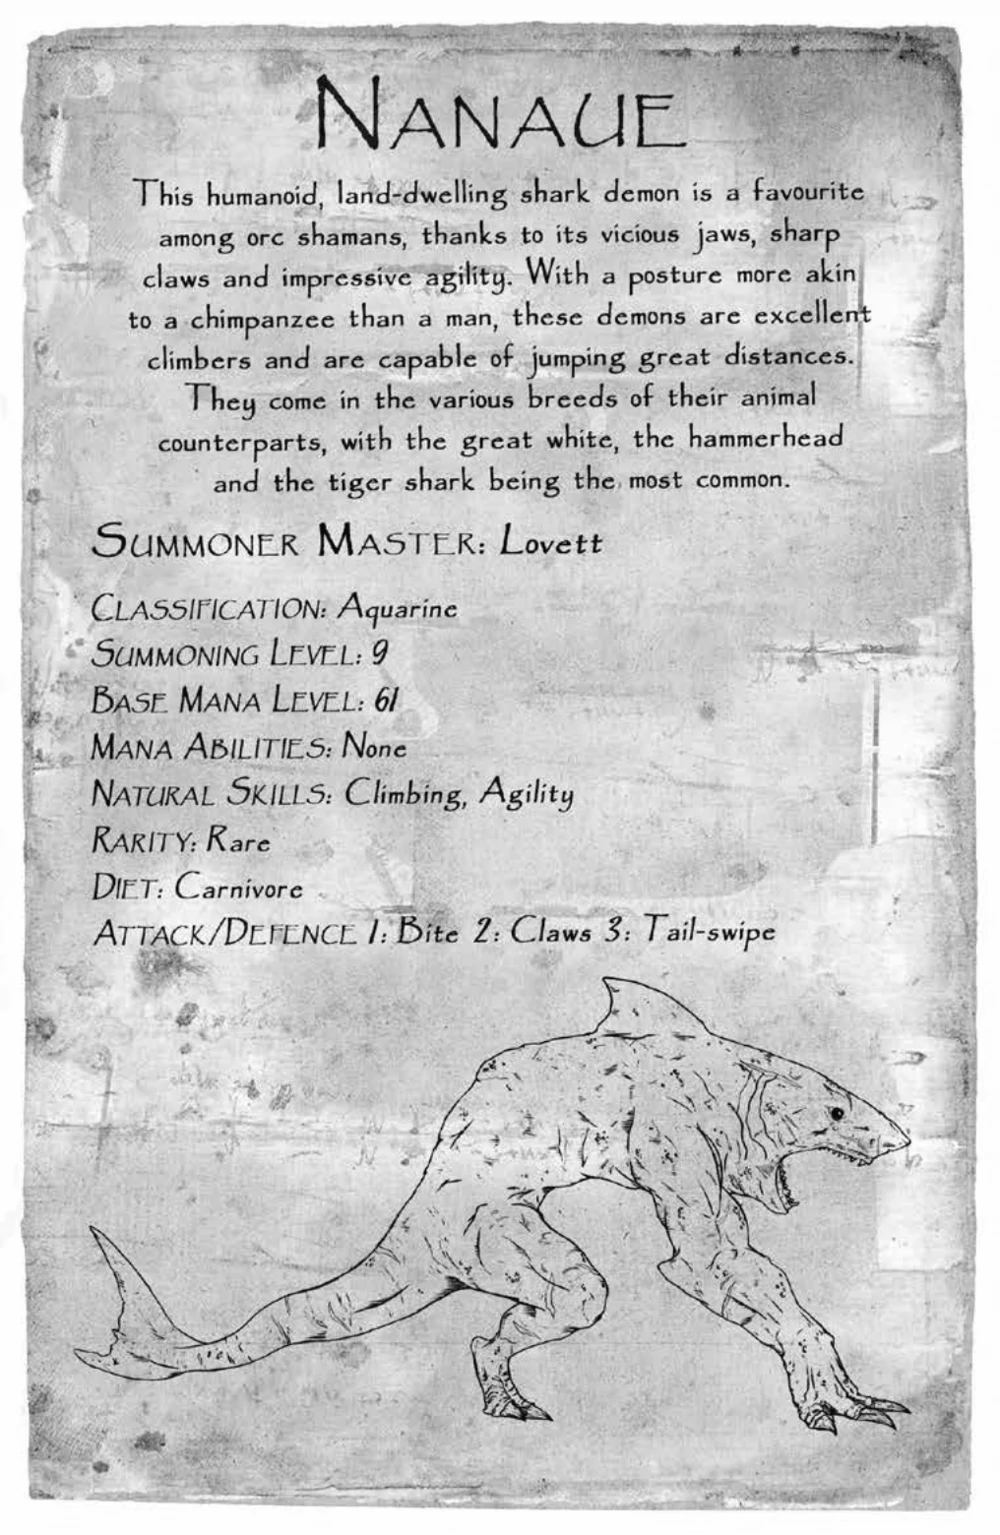 NANAUE
This humanoid, land-dwelling shark demon is a favourite
among orc shamans, thanks to its vicious jaws, sharp
claws and impressive agility. With a posture more akin
to a chimpanzee than a man, these demons are excellent
climbers and are capable of jumping great distances.
They come in the various breeds of their animal
counterparts, with the great white, the hammerhead
and the tiger shark being the most common.
SUMMONER MASTER: Lovett
CLASSIFICATION: Aquarine
SUMMONING LEVEL: 9
BASE MANA LEVEL: 61
MANA ABILITIES: None
NATURAL SKILLS: Climbing, Agility
RARITY: Rare
DIET: Carnivore
ATTACK/DEFENCE 1: Bite 2: Claws 3: Tail-swipe